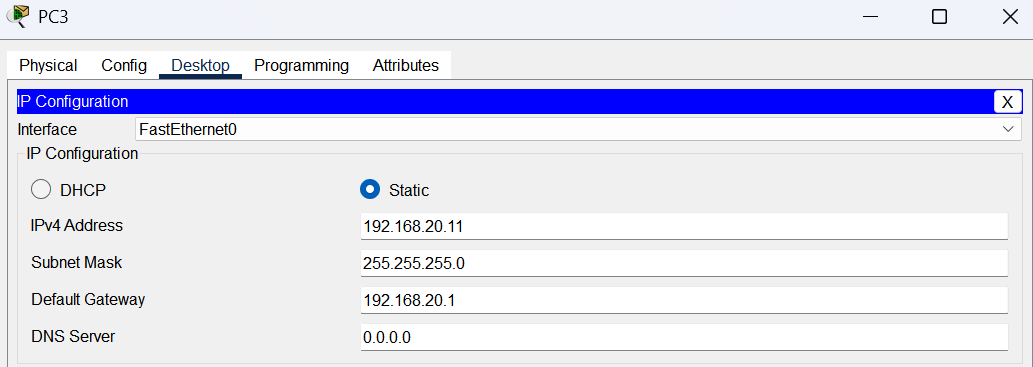 PC3
Physical Config Desktop Programming Attributes
IP Configuration X
Interface FastEthernet0
IP Configuration
DHCP Static
IPv4 Address 192.168.20.11
Subnet Mask 255.255.255.0
Default Gateway 192.168.20.1
DNS Server 0.0.0.0